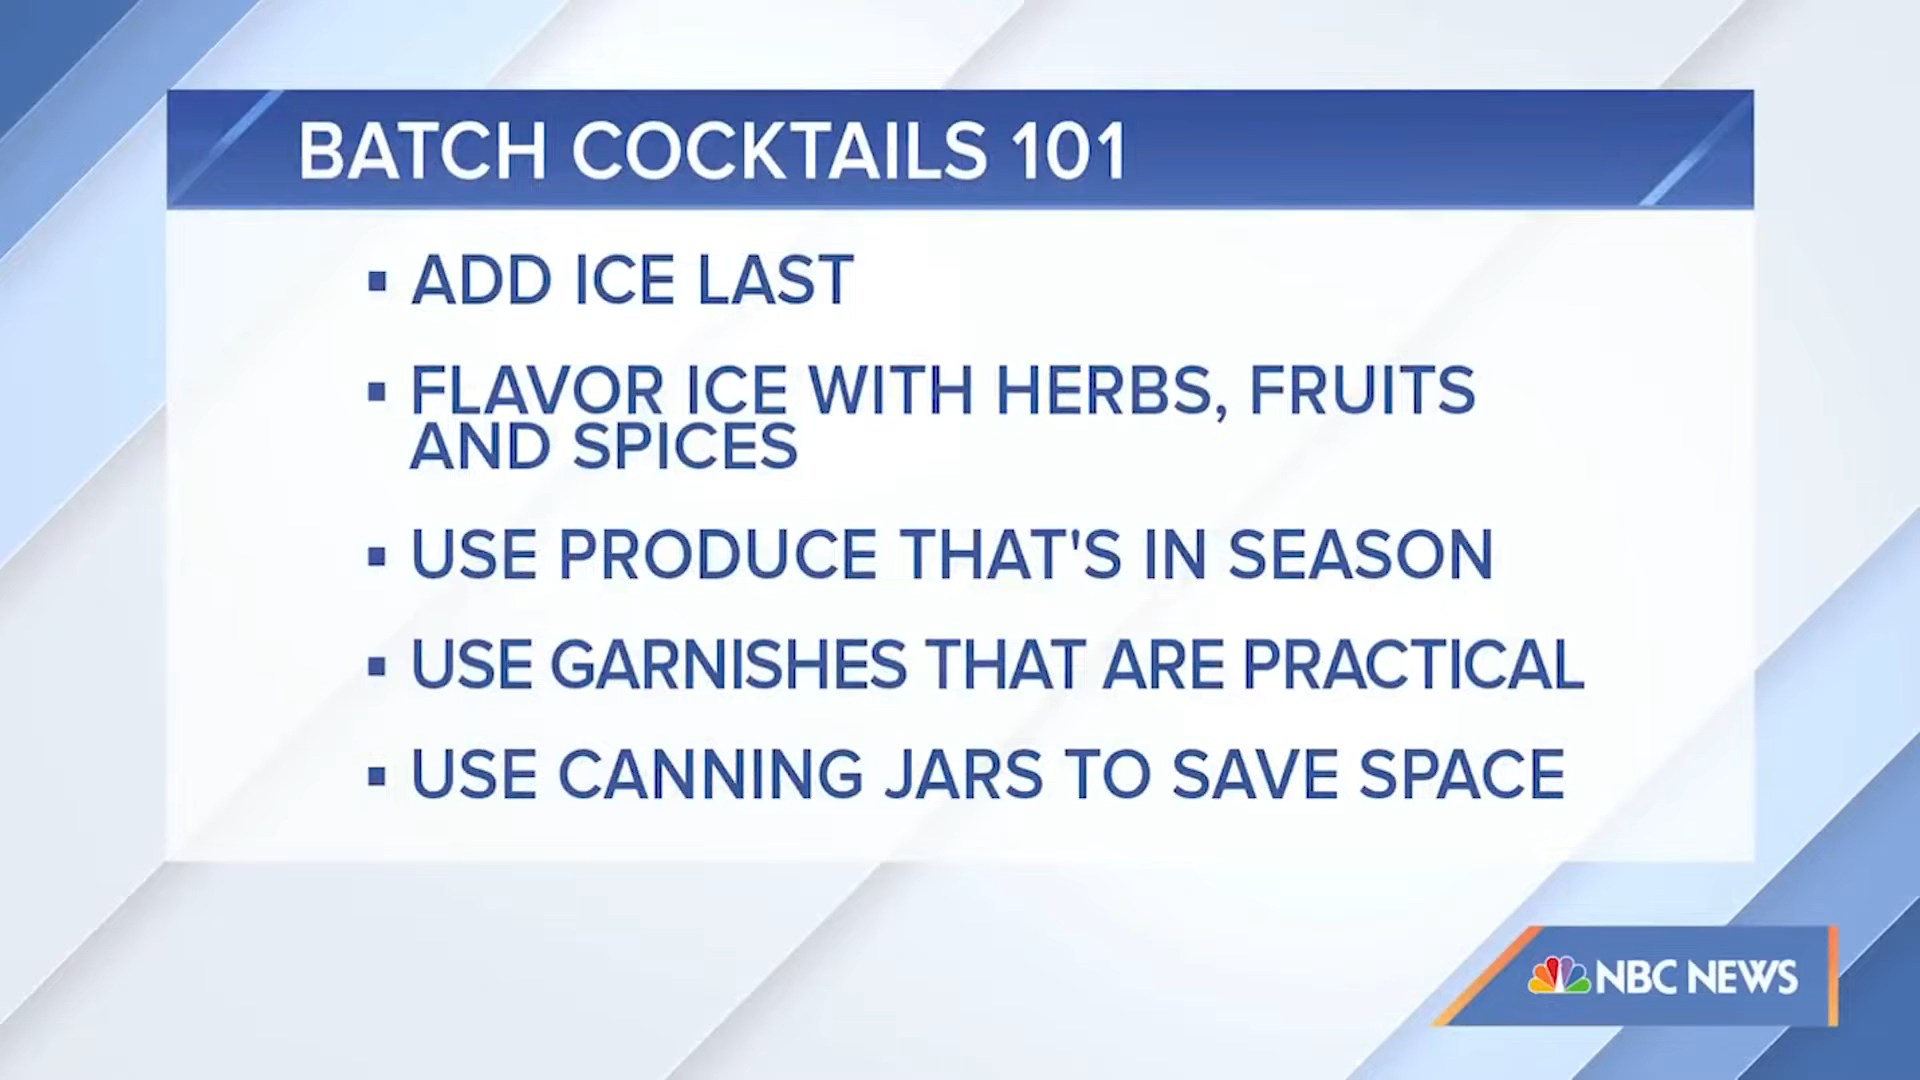 BATCH COCKTAILS 101
▪ ADD ICE LAST
▪ FLAVOR ICE WITH HERBS, FRUITS
AND SPICES
▪ USE PRODUCE THAT'S IN SEASON
▪ USE GARNISHES THAT ARE PRACTICAL
▪ USE CANNING JARS TO SAVE SPACE
NBC NEWS